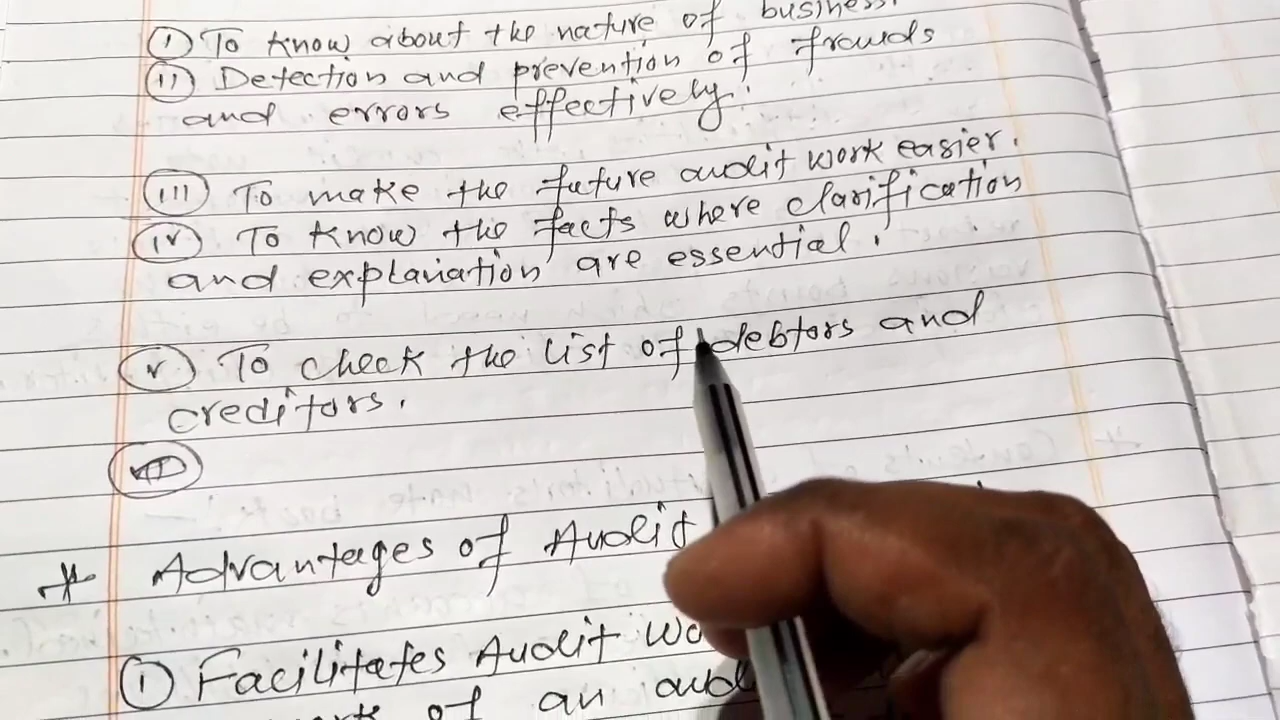 (i) To know about the nature of business.
(ii) Detection and prevention of frauds
and errors effectively.
(iii) To make the future audit work easier.
(iv) To know the facts where clarification
and explanation are essential.
(v) To check the list of debtors and
creditors.
* Advantages of Audit
(i) Facilitates Audit Wo
of an aud